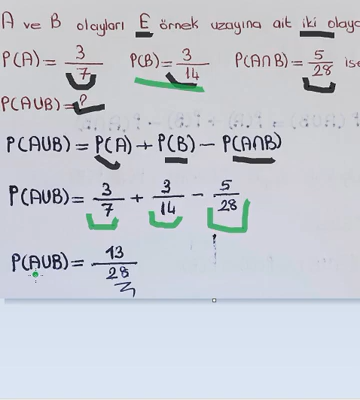 A ve B olayları E örnek uzayına ait iki olay
P(A) = 3/7 P(B) = 3/14 P(A∩B) = 5/28 ise
P(A∪B) = ?
P(A∪B) = P(A) + P(B) - P(A∩B)
P(A∪B) = 3/7 + 3/14 - 5/28
P(A∪B) = 13/28